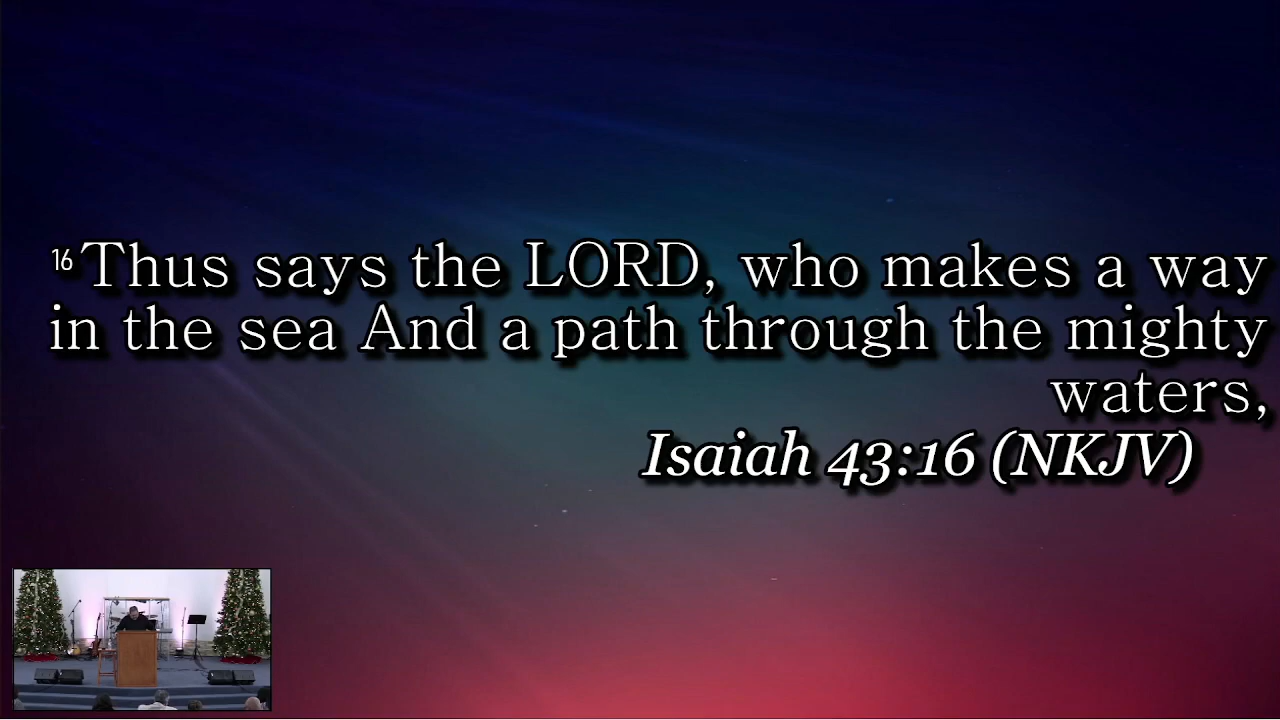 16Thus says the LORD, who makes a way
in the sea And a path through the mighty
waters,
Isaiah 43:16 (NKJV)